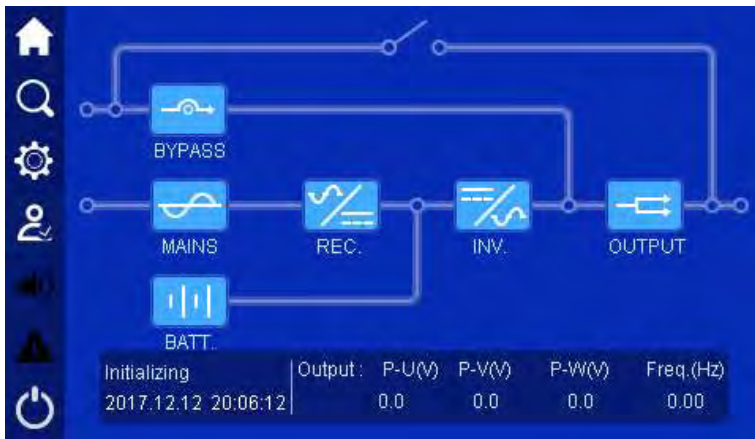 BYPASS
MAINS REC. INV. OUTPUT
BATT.
Initializing Output : P-U(V) P-V(V) P-W(V) Freq.(Hz)
2017.12.12 20:06:12 0.0 0.0 0.0 0.00